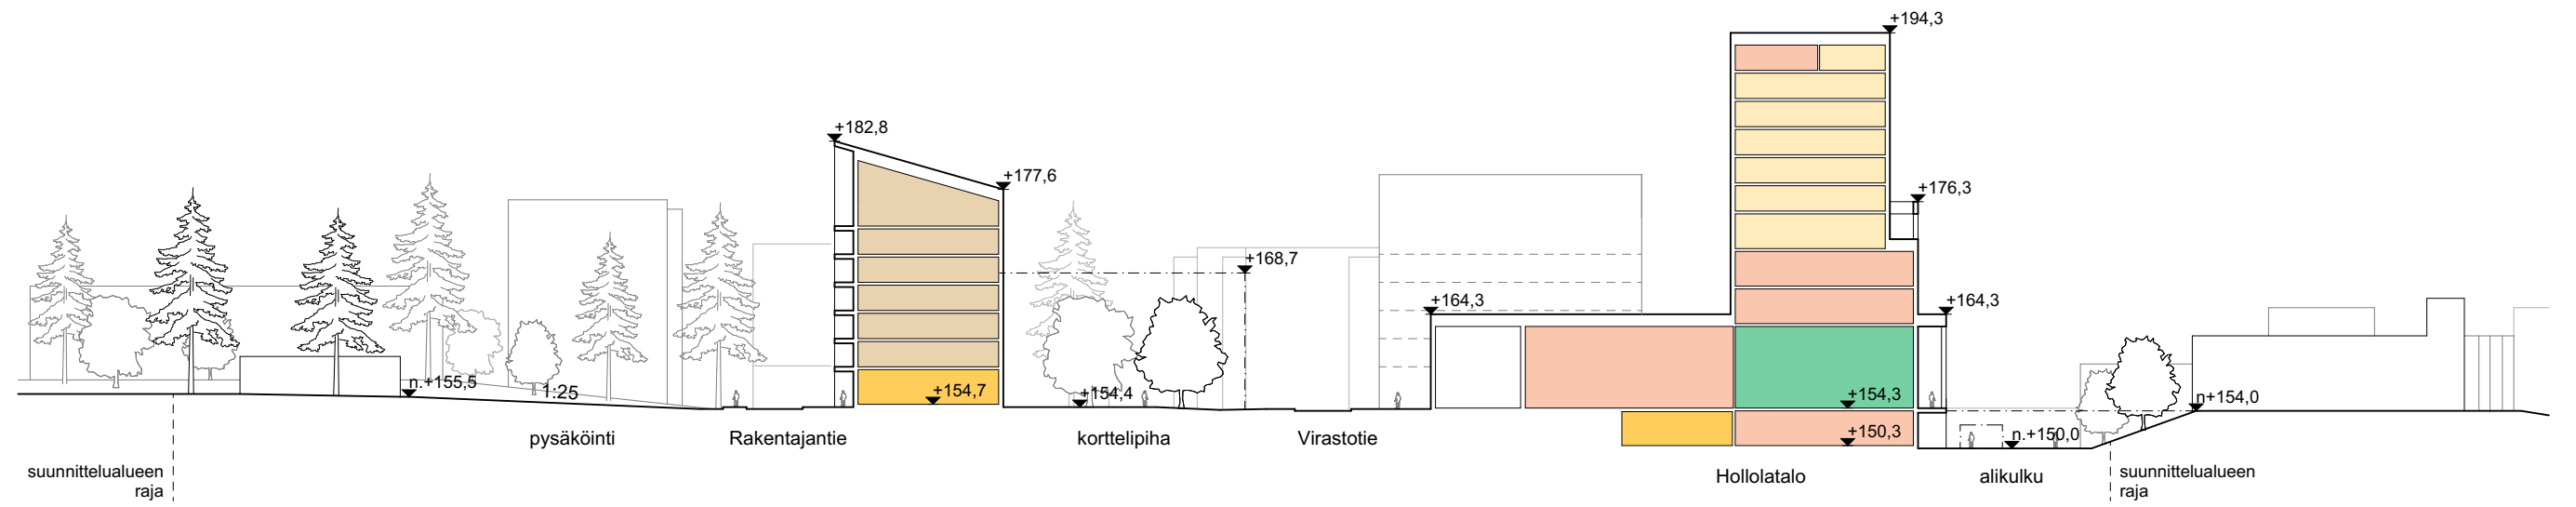 +194,3
+182,8
+177,6
+176,3
+168,7
+164,3
+164,3
n.+155,5
1:25
+154,7
+154,4
+154,3
n+154,0
+150,3
n.+150,0
pysäköinti
Rakentajantie
korttelipiha
Virastotie
Hollolatalo
alikulku
suunnittelualueen
raja
suunnittelualueen
raja